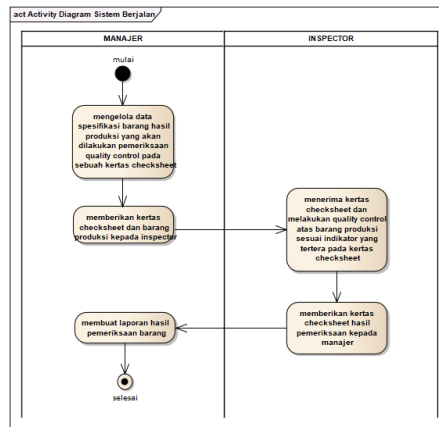 act Activity Diagram Sistem Berjalan
MANAJER
INSPECTOR
mulai
mengelola data
spesifikasi barang hasil
produksi yang akan
dilakukan pemeriksaan
quality control pada
sebuah kertas checksheet
memberikan kertas
checksheet dan barang
produksi kepada inspector
menerima kertas
checksheet dan
melakukan quality control
atas barang produksi
sesuai indikator yang
tertera pada kertas
checksheet
memberikan kertas
checksheet hasil
pemeriksaan kepada
manajer
membuat laporan hasil
pemeriksaan barang
selesai